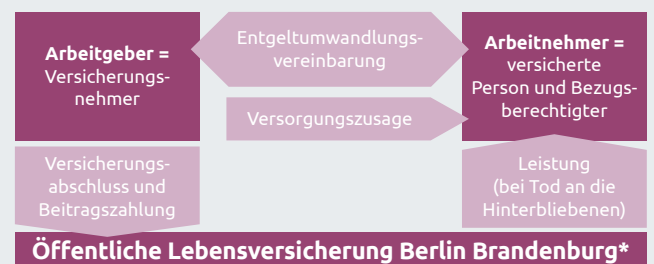 Arbeitgeber =
Versicherungs-
nehmer
Entgeltumwandlungs-
vereinbarung
Versorgungszusage
Arbeitnehmer =
versicherte
Person und Bezugs-
berechtigter
Versicherungs-
abschluss und
Beitragszahlung
Leistung
(bei Tod an die
Hinterbliebenen)
Öffentliche Lebensversicherung Berlin Brandenburg*